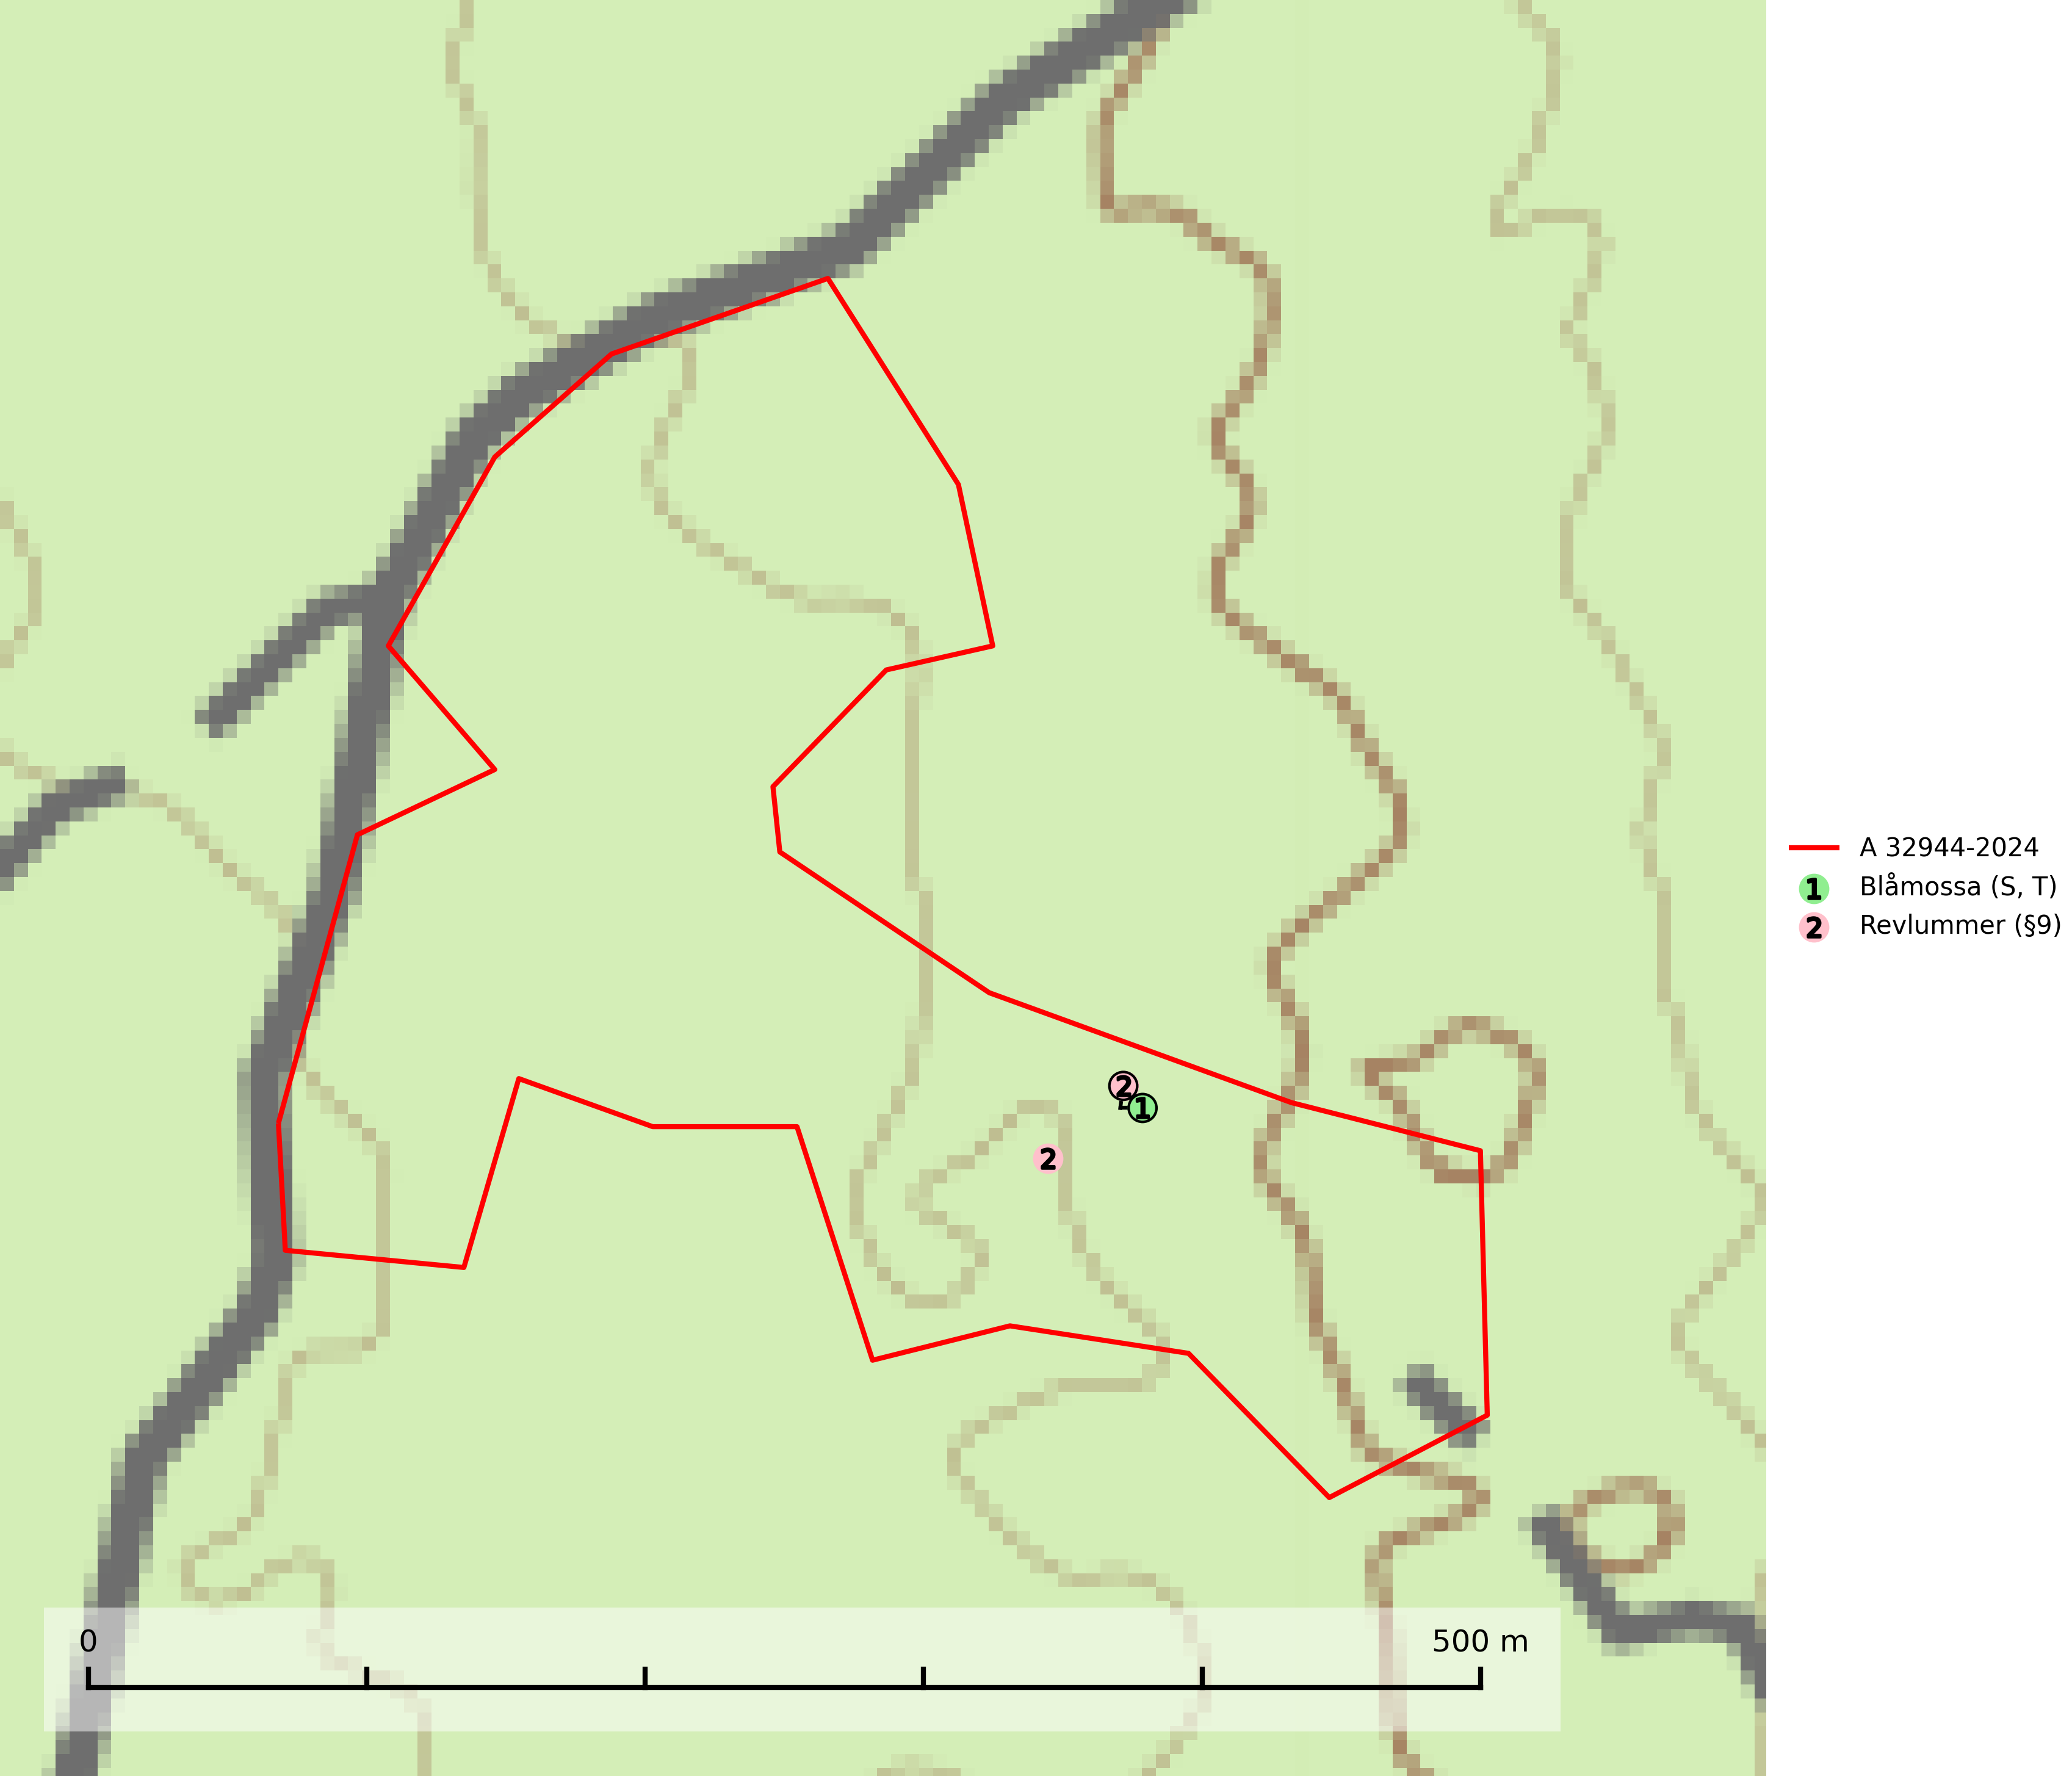 2
1
2
0
500 m
A 32944-2024
1 Blåmossa (S, T)
2 Revlummer (§9)